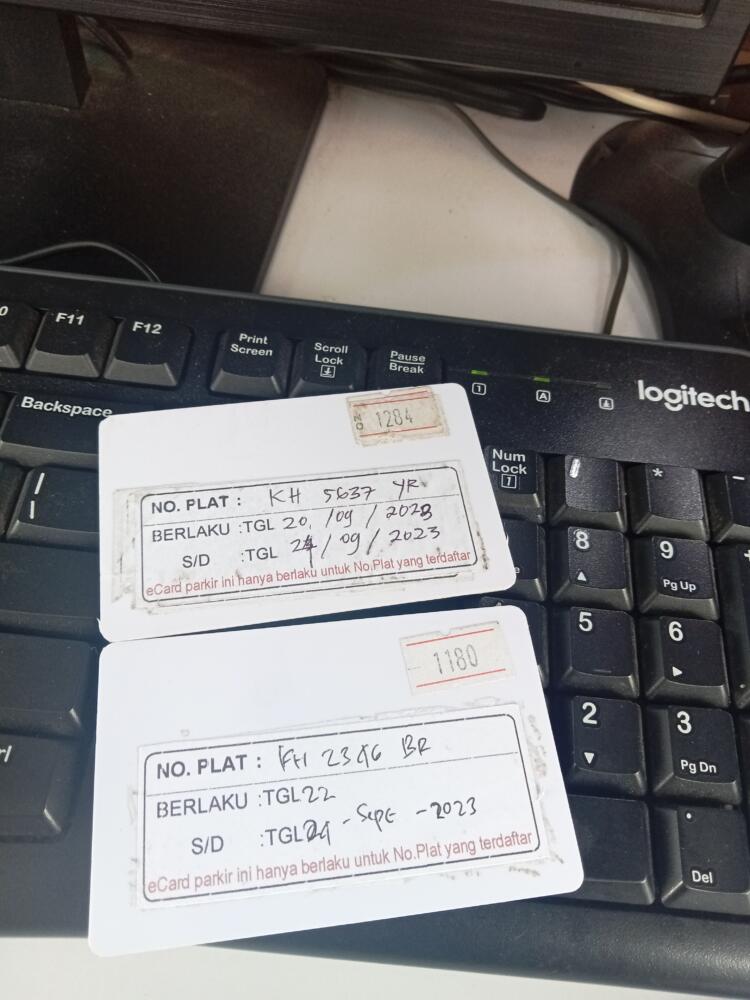 F11
F12
Print Screen
Scroll Lock
Pause Break
1
A
logitech
Backspace
Num Lock
1
/
*
8
9
Pg Up
5
6
2
3
Pg Dn
.
Del
NO 1284
NO. PLAT : KH 5637 YR
BERLAKU :TGL 20 /09 / 2023
S/D :TGL 24 / 09 / 2023
eCard parkir ini hanya berlaku untuk No.Plat yang terdaftar
1180
NO. PLAT : KH 2346 BR
BERLAKU :TGL 22
S/D :TGL 24 - Sept - 2023
eCard parkir ini hanya berlaku untuk No.Plat yang terdaftar